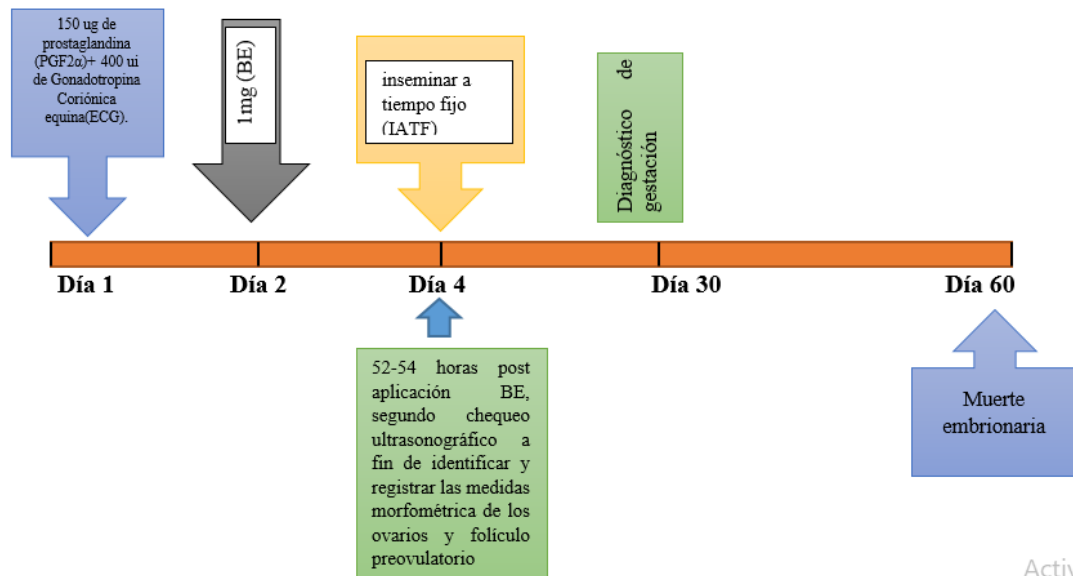 150 ug de
prostaglandina
(PGF2α)+ 400 ui
de Gonadotropina
Coriónica
equina(ECG).
1mg (BE)
inseminar a
tiempo fijo
(IATF)
Diagnóstico de
gestación
Día 1
Día 2
Día 4
Día 30
Día 60
52-54 horas post
aplicación BE,
segundo chequeo
ultrasonográfico a
fin de identificar y
registrar las medidas
morfométrica de los
ovarios y folículo
preovulatorio
Muerte
embrionaria
Activ